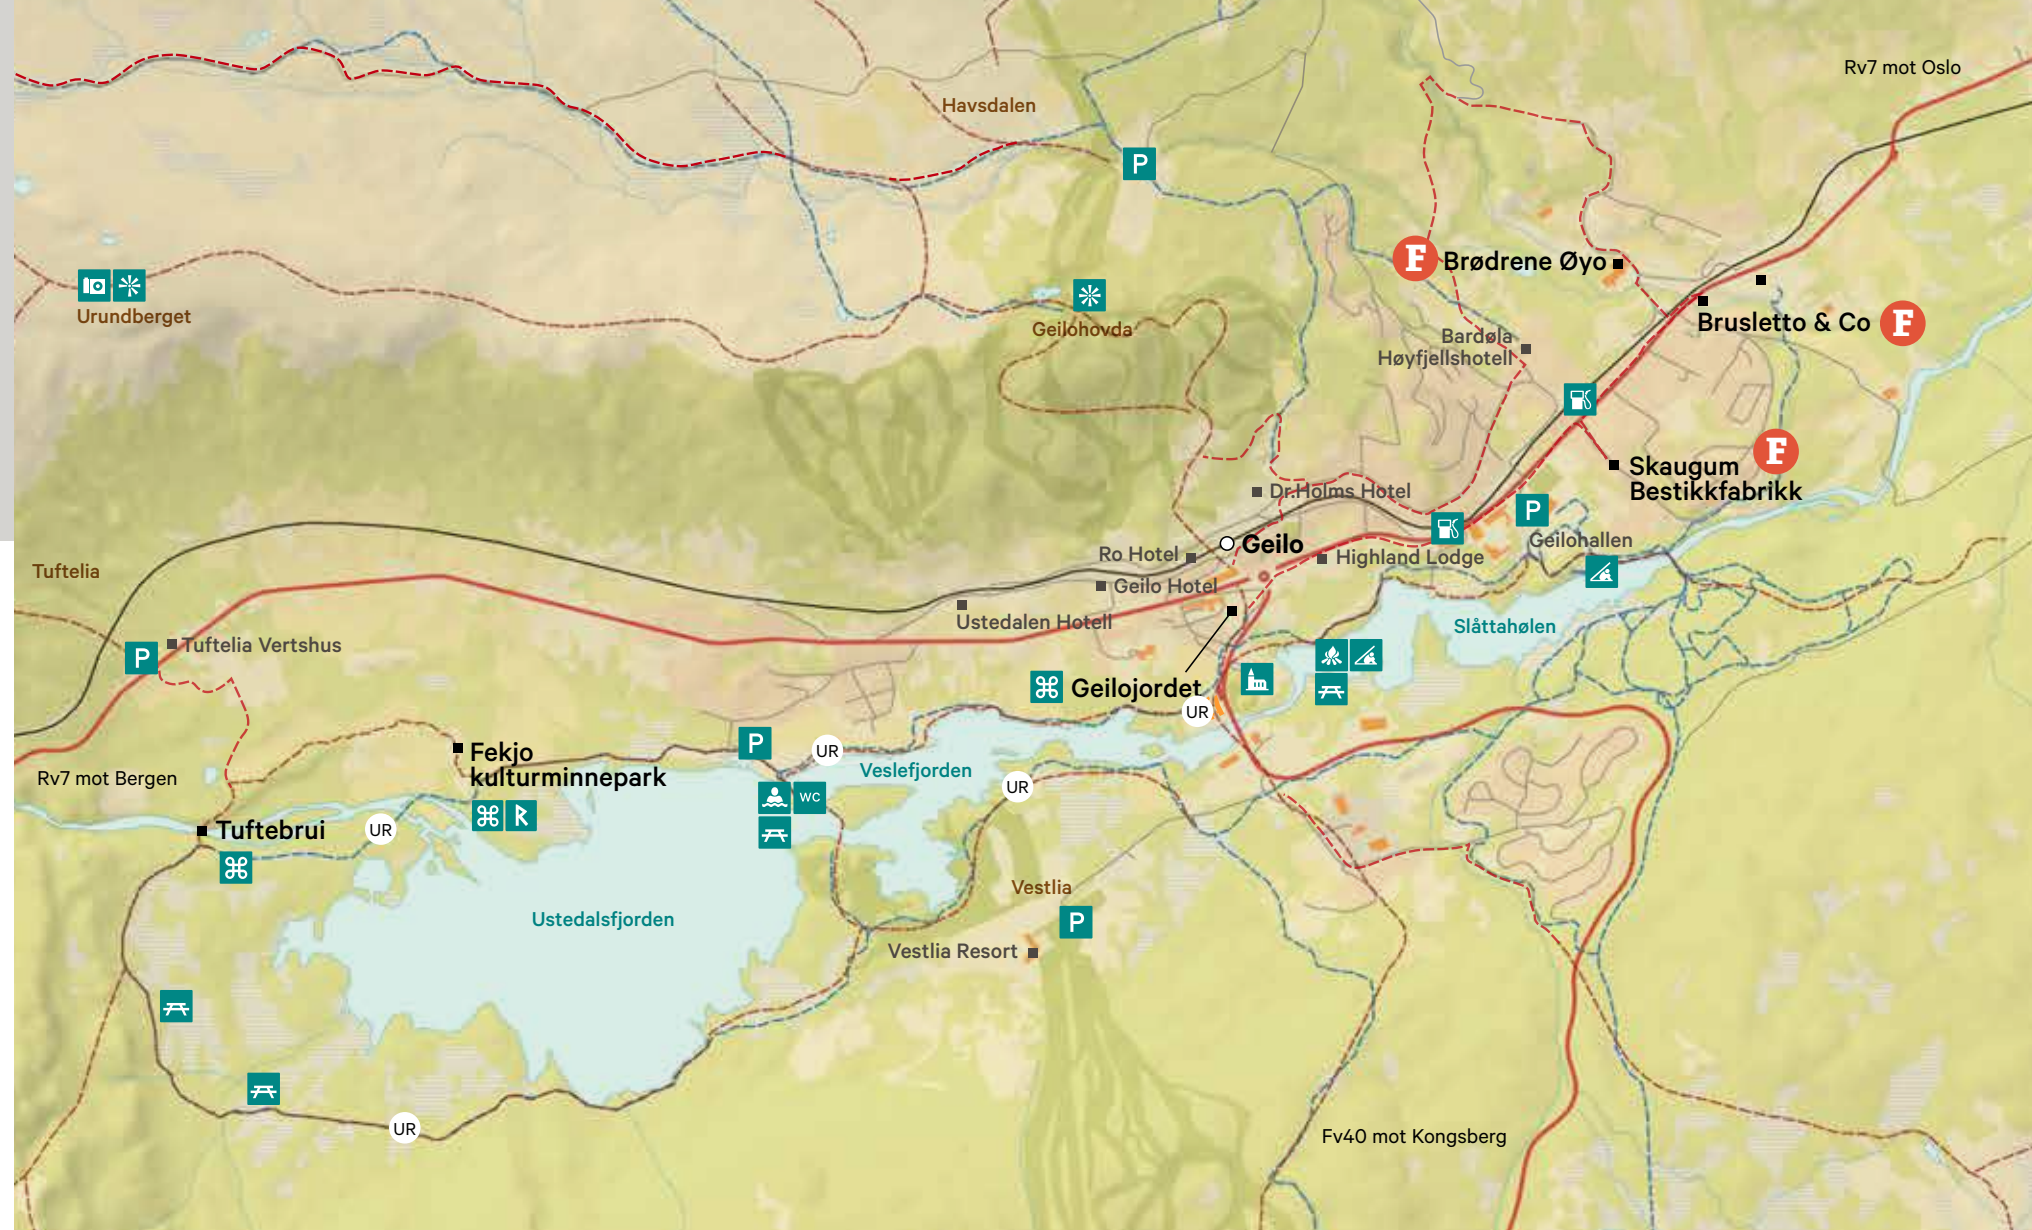 Rv7 mot Oslo
Havsdalen
P
F
Brødrene Øyo
Urundberget
Geilohovda
Brusletto & Co
F
Bardøla
Høyfjellshotell
F
Skaugum
Bestikkfabrikk
Dr.Holms Hotel
P
Geilohallen
Geilo
Ro Hotel
Highland Lodge
Tuftelia
Geilo Hotel
Ustedalen Hotell
Slåttahølen
P
Tuftelia Vertshus
Geilojordet
UR
P
UR
Fekjo
kulturminnepark
Veslefjorden
Rv7 mot Bergen
UR
WC
Tuftebrui
UR
Vestlia
P
Ustedalsfjorden
Vestlia Resort
UR
Fv40 mot Kongsberg